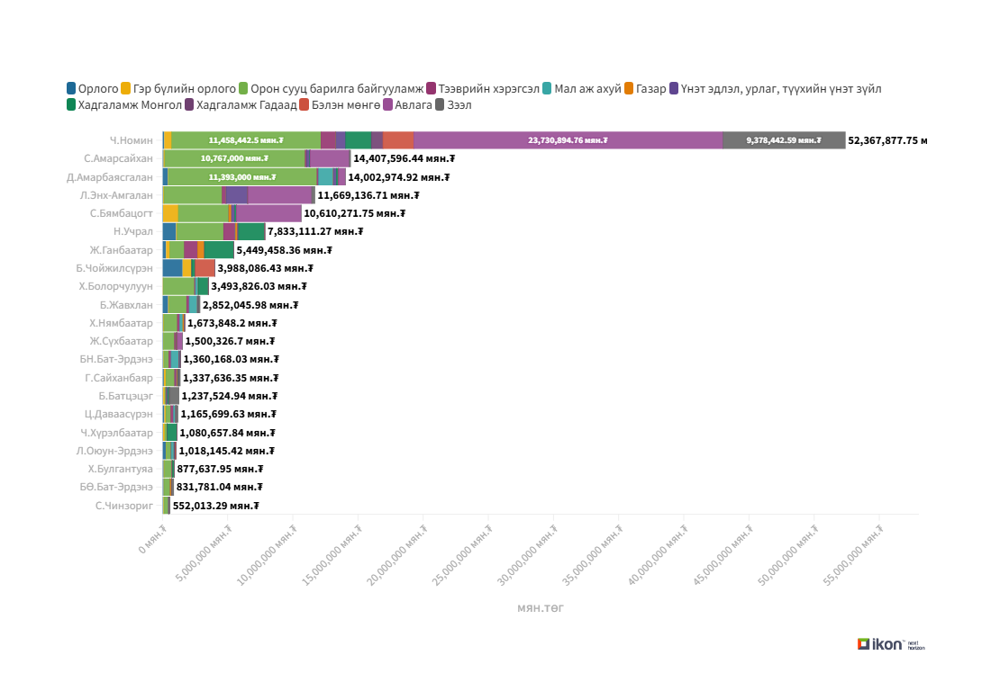 Орлого Гэр бүлийн орлого Орон сууц барилга байгууламж Тээврийн хэрэгсэл Мал аж ахуй Газар Үнэт эдлэл, урлаг, түүхийн үнэт зүйл
Хадгаламж Монгол Хадгаламж Гадаад Бэлэн мөнгө Авлага Зээл
Ч.Номин 11,458,442.5 мян.₮ 23,730,894.76 мян.₮ 9,378,442.59 мян.₮ 52,367,877.75 м
С.Амарсайхан 10,767,000 мян.₮ 14,407,596.44 мян.₮
Д.Амарбаясгалан 11,393,000 мян.₮ 14,002,974.92 мян.₮
Л.Энх-Амгалан 11,669,136.71 мян.₮
С.Бямбацогт 10,610,271.75 мян.₮
Н.Учрал 7,833,111.27 мян.₮
Ж.Ганбаатар 5,449,458.36 мян.₮
Б.Чойжилсүрэн 3,988,086.43 мян.₮
Х.Болорчулуун 3,493,826.03 мян.₮
Б.Жавхлан 2,852,045.98 мян.₮
Х.Нямбаатар 1,673,848.2 мян.₮
Ж.Сүхбаатар 1,500,326.7 мян.₮
БН.Бат-Эрдэнэ 1,360,168.03 мян.₮
Г.Сайханбаяр 1,337,636.35 мян.₮
Б.Батцэцэг 1,237,524.94 мян.₮
Ц.Даваасүрэн 1,165,699.63 мян.₮
Ч.Хүрэлбаатар 1,080,657.84 мян.₮
Л.Оюун-Эрдэнэ 1,018,145.42 мян.₮
Х.Булгантуяа 877,637.95 мян.₮
БӨ.Бат-Эрдэнэ 831,781.04 мян.₮
С.Чинзориг 552,013.29 мян.₮
0 мян.₮ 5,000,000 мян.₮ 10,000,000 мян.₮ 15,000,000 мян.₮ 20,000,000 мян.₮ 25,000,000 мян.₮ 30,000,000 мян.₮ 35,000,000 мян.₮ 40,000,000 мян.₮ 45,000,000 мян.₮ 50,000,000 мян.₮ 55,000,000 мян.₮
мян.төг
ikon next
horizon